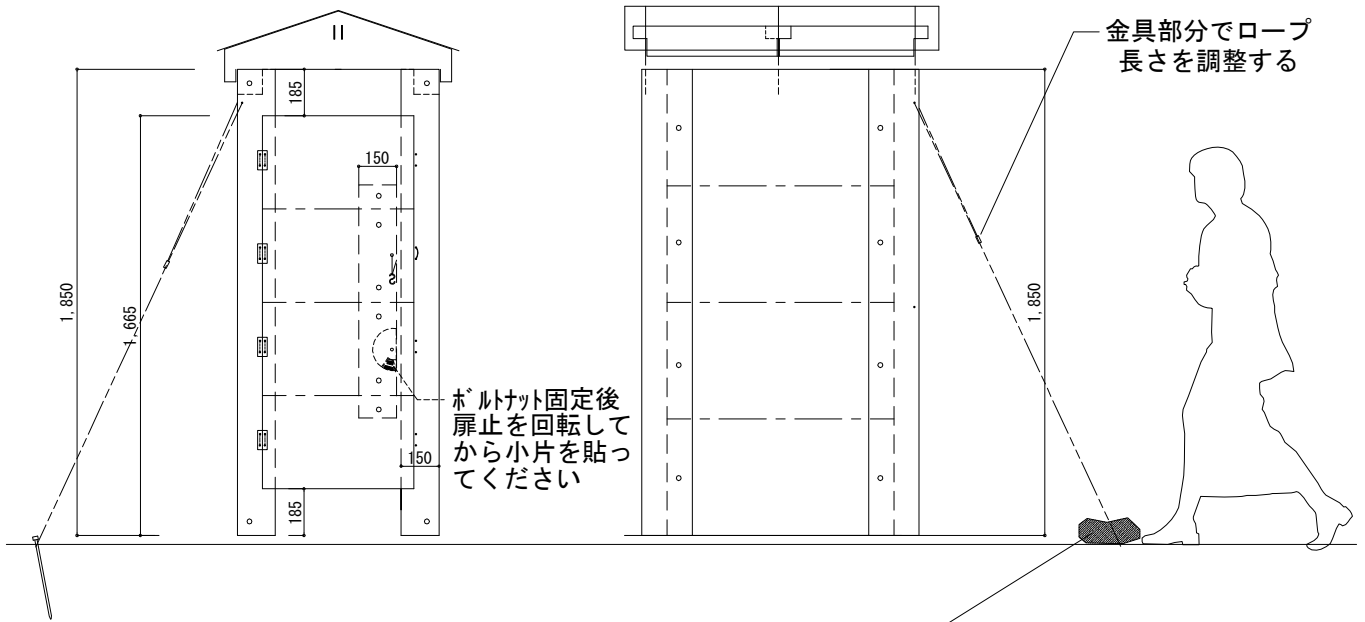 金具部分でロープ
長さを調整する
185
150
1,850
1,665
1,850
ﾎﾞﾙﾄﾅｯﾄ固定後
扉止を回転して
から小片を貼っ
てください
150
185